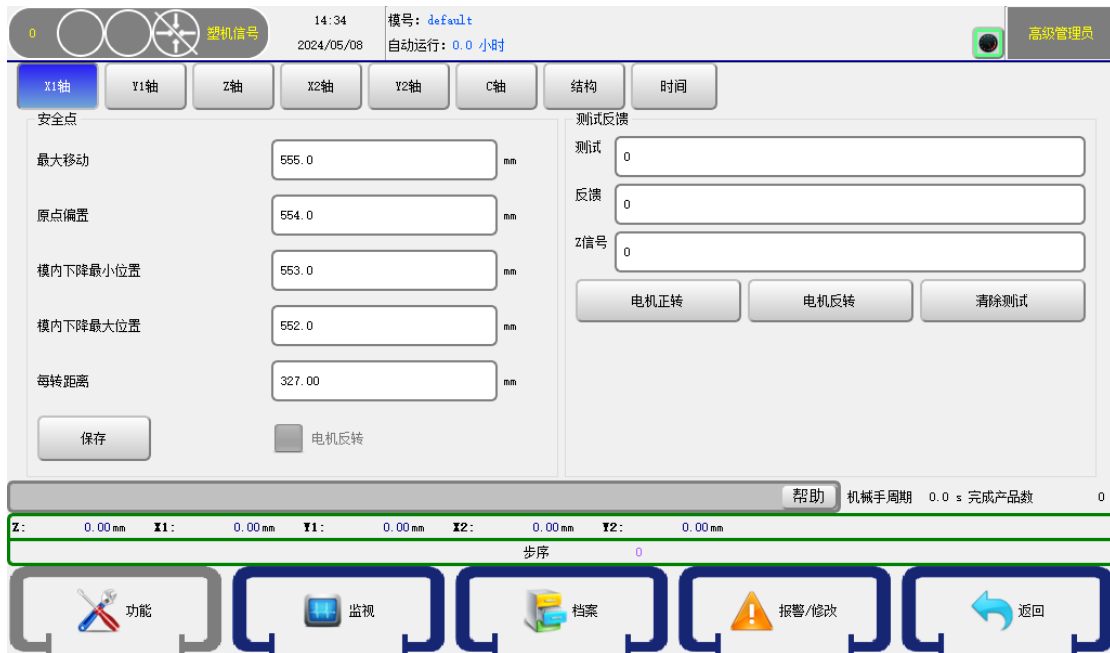 0 塑机信号 14:34 模号: default 高级管理员
2024/05/08 自动运行: 0.0 小时
X1轴 Y1轴 Z轴 X2轴 Y2轴 C轴 结构 时间
安全点
最大移动 555.0 mm
原点偏置 554.0 mm
模内下降最小位置 553.0 mm
模内下降最大位置 552.0 mm
每转距离 327.00 mm
保存 电机反转
测试反馈
测试 0
反馈 0
Z信号 0
电机正转 电机反转 清除测试
帮助 机械手周期 0.0 s 完成产品数 0
Z: 0.00mm X1: 0.00mm Y1: 0.00mm X2: 0.00mm Y2: 0.00mm
步序 0
功能 监视 档案 报警/修改 返回